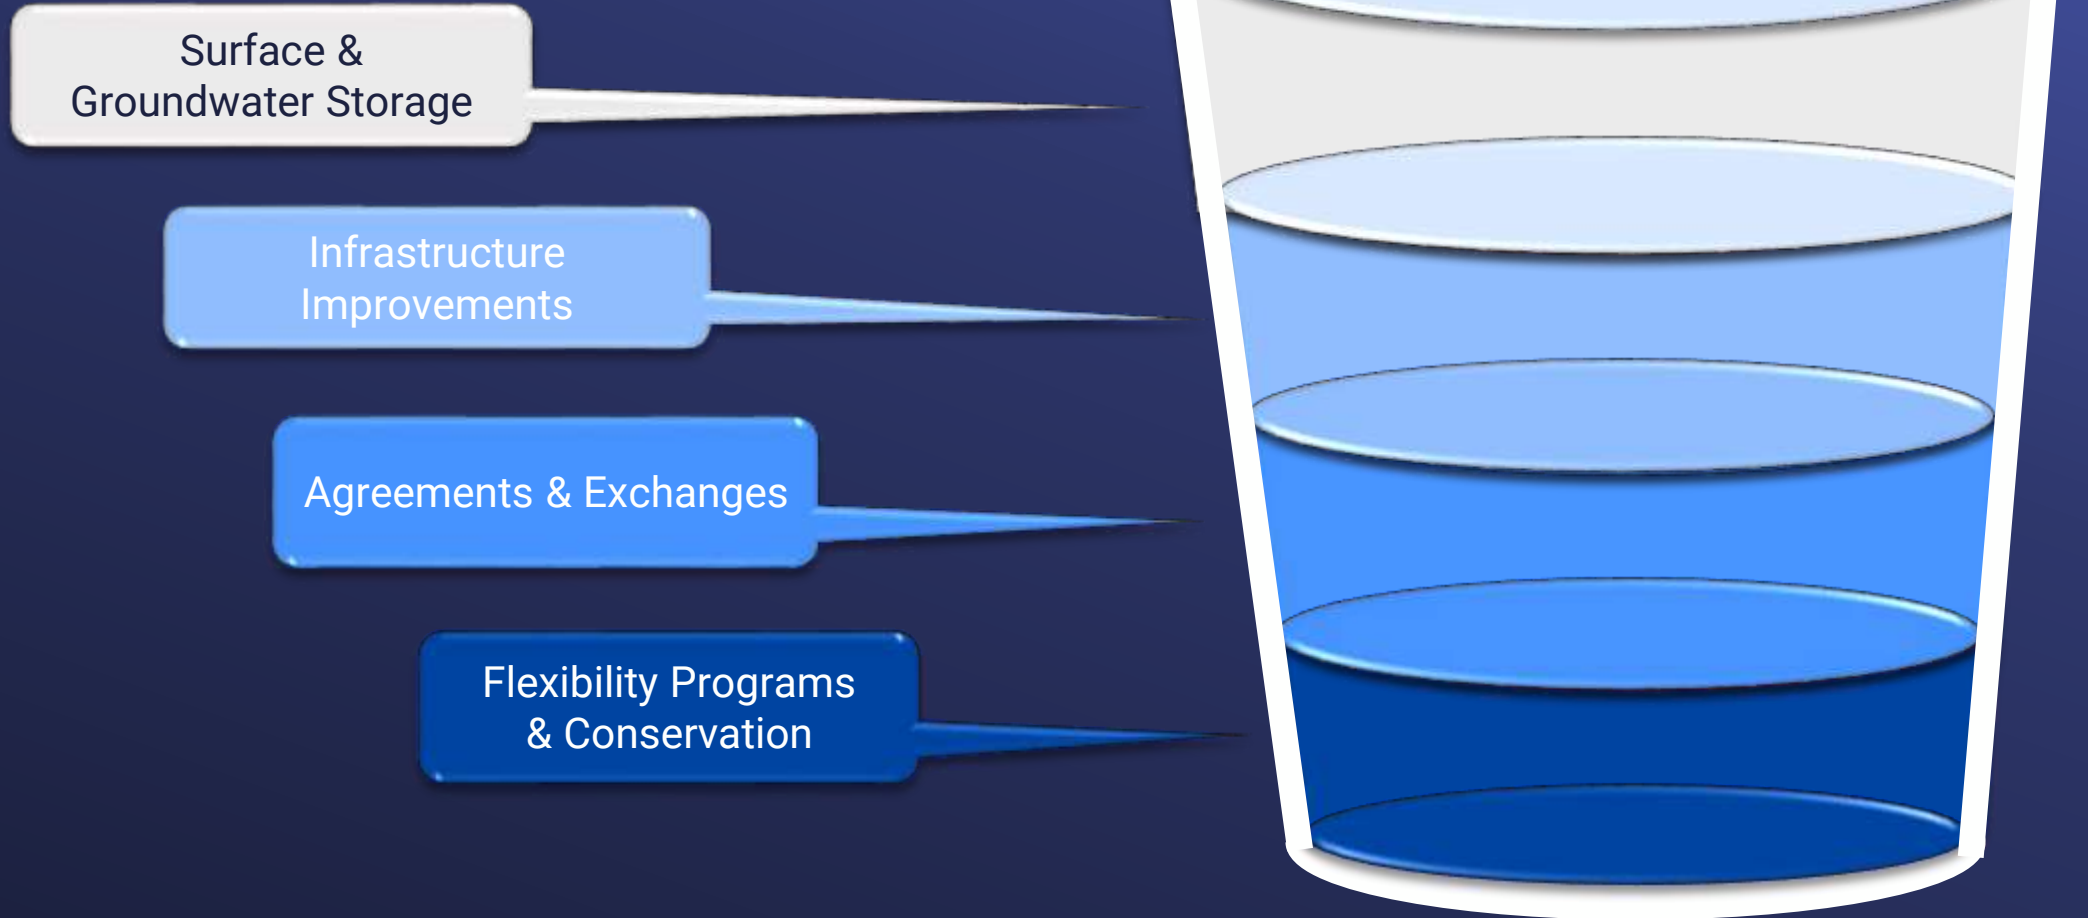 Surface &
Groundwater Storage
Infrastructure
Improvements
Agreements & Exchanges
Flexibility Programs
& Conservation